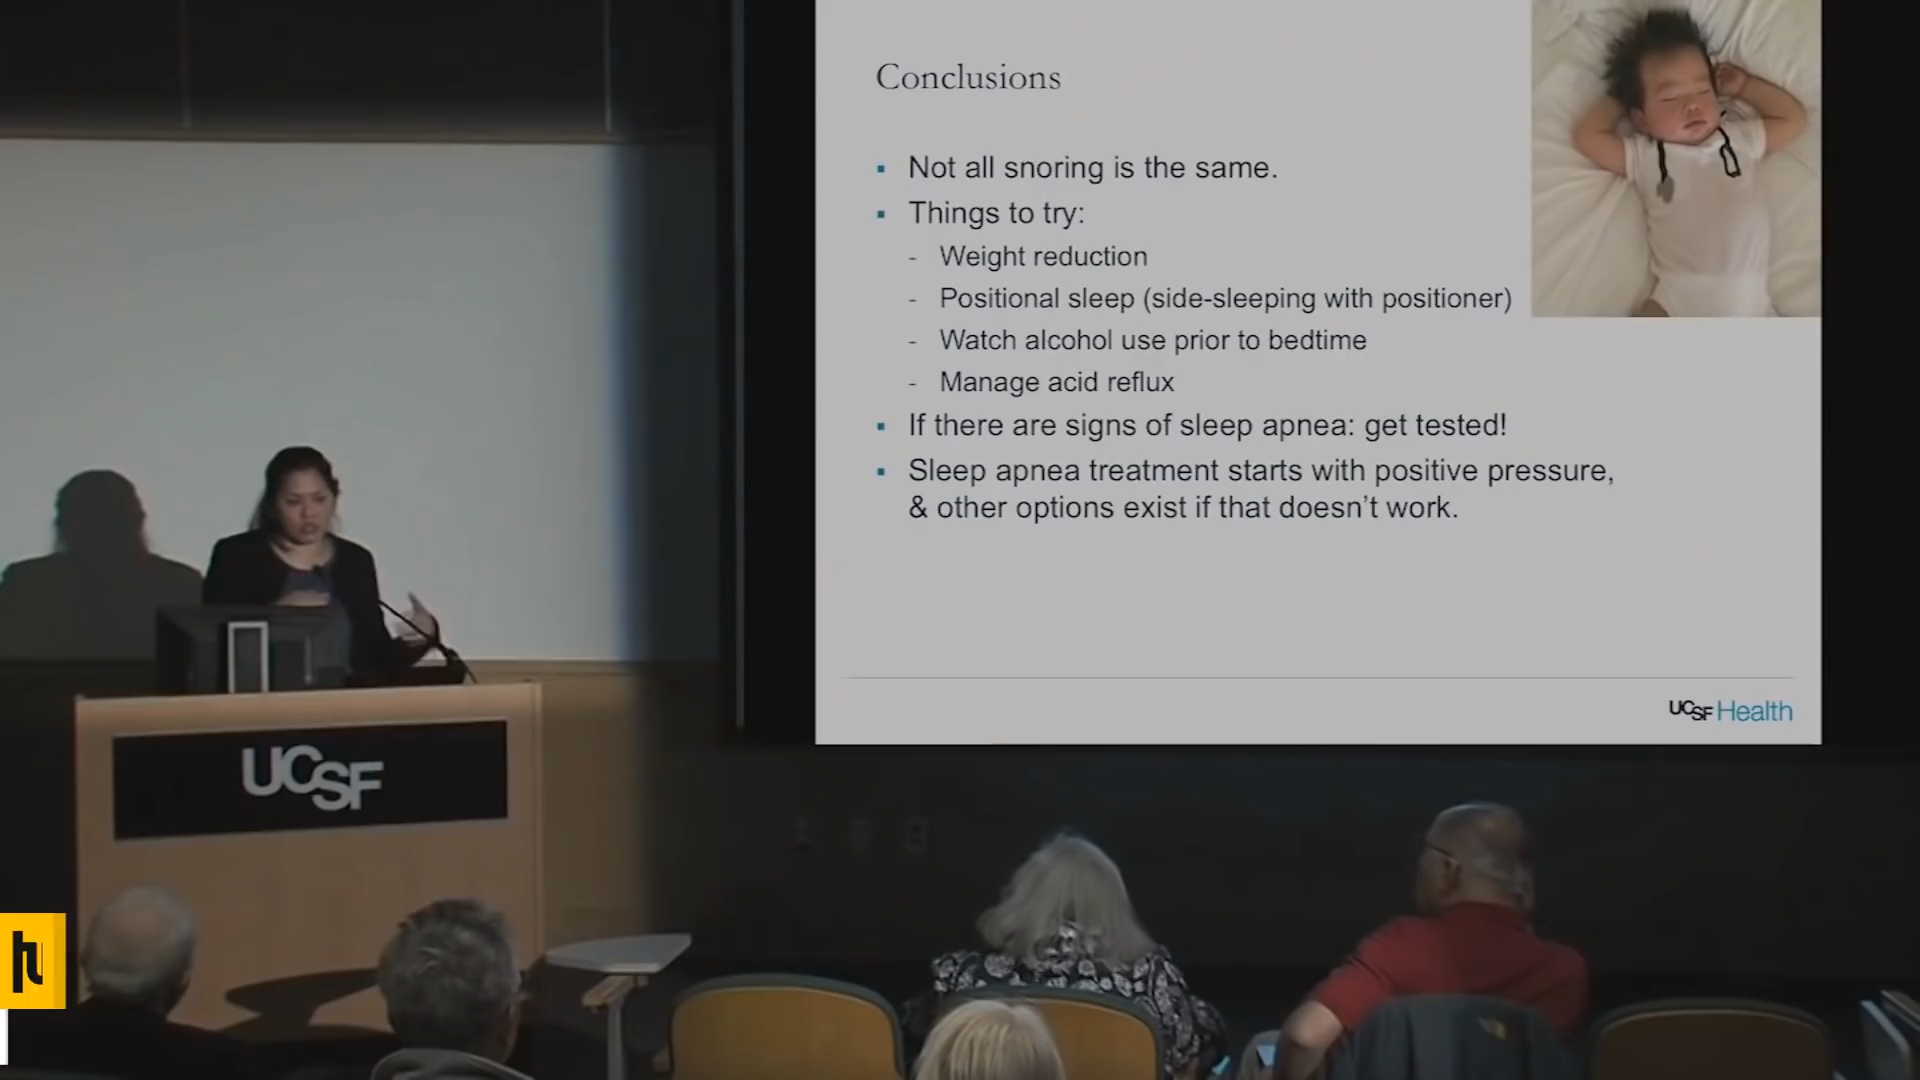 Conclusions
▪ Not all snoring is the same.
▪ Things to try:
- Weight reduction
- Positional sleep (side-sleeping with positioner)
- Watch alcohol use prior to bedtime
- Manage acid reflux
▪ If there are signs of sleep apnea: get tested!
▪ Sleep apnea treatment starts with positive pressure,
& other options exist if that doesn't work.
UCSF Health
UCSF